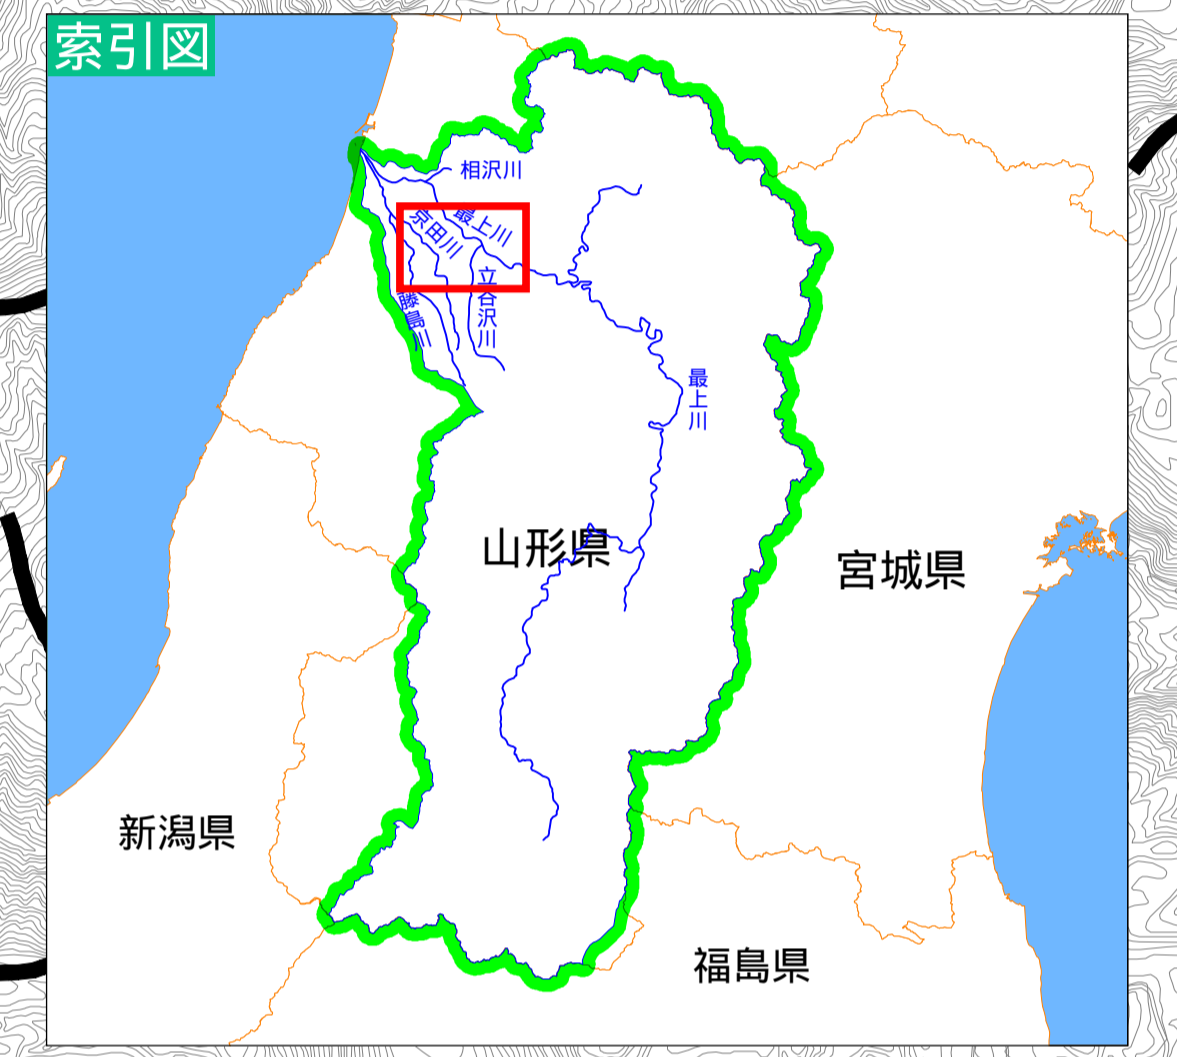 索引図
相沢川
最上川
京田川
立谷沢川
藤島川
最上川
山形県
宮城県
新潟県
福島県